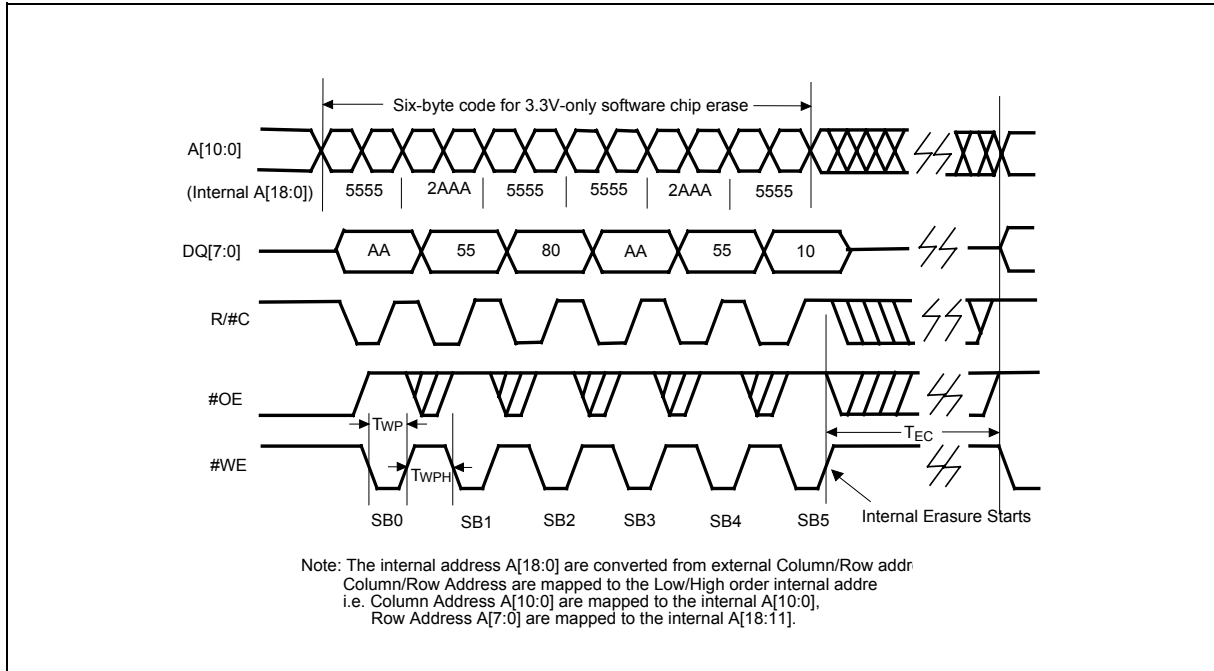 Six-byte code for 3.3V-only software chip erase
A[10:0]
(Internal A[18:0])
5555 2AAA 5555 5555 2AAA 5555
DQ[7:0]
AA 55 80 AA 55 10
R/#C
#OE
TWP
TEC
#WE
TWPH
SB0 SB1 SB2 SB3 SB4 SB5
Internal Erasure Starts
Note: The internal address A[18:0] are converted from external Column/Row addr
Column/Row Address are mapped to the Low/High order internal addre
i.e. Column Address A[10:0] are mapped to the internal A[10:0],
Row Address A[7:0] are mapped to the internal A[18:11].